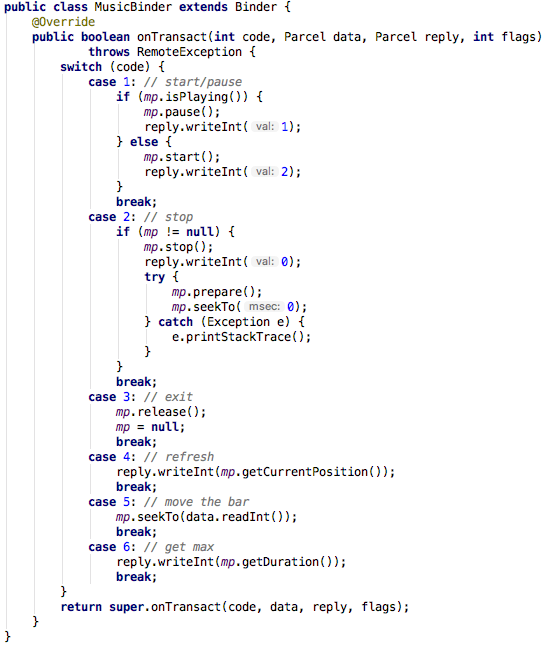 public class MusicBinder extends Binder {
    @Override
    public boolean onTransact(int code, Parcel data, Parcel reply, int flags)
            throws RemoteException {
        switch (code) {
            case 1: // start/pause
                if (mp.isPlaying()) {
                    mp.pause();
                    reply.writeInt( val: 1);
                } else {
                    mp.start();
                    reply.writeInt( val: 2);
                }
                break;
            case 2: // stop
                if (mp != null) {
                    mp.stop();
                    reply.writeInt( val: 0);
                    try {
                        mp.prepare();
                        mp.seekTo( msec: 0);
                    } catch (Exception e) {
                        e.printStackTrace();
                    }
                }
                break;
            case 3: // exit
                mp.release();
                mp = null;
                break;
            case 4: // refresh
                reply.writeInt(mp.getCurrentPosition());
                break;
            case 5: // move the bar
                mp.seekTo(data.readInt());
                break;
            case 6: // get max
                reply.writeInt(mp.getDuration());
                break;
        }
        return super.onTransact(code, data, reply, flags);
    }
}